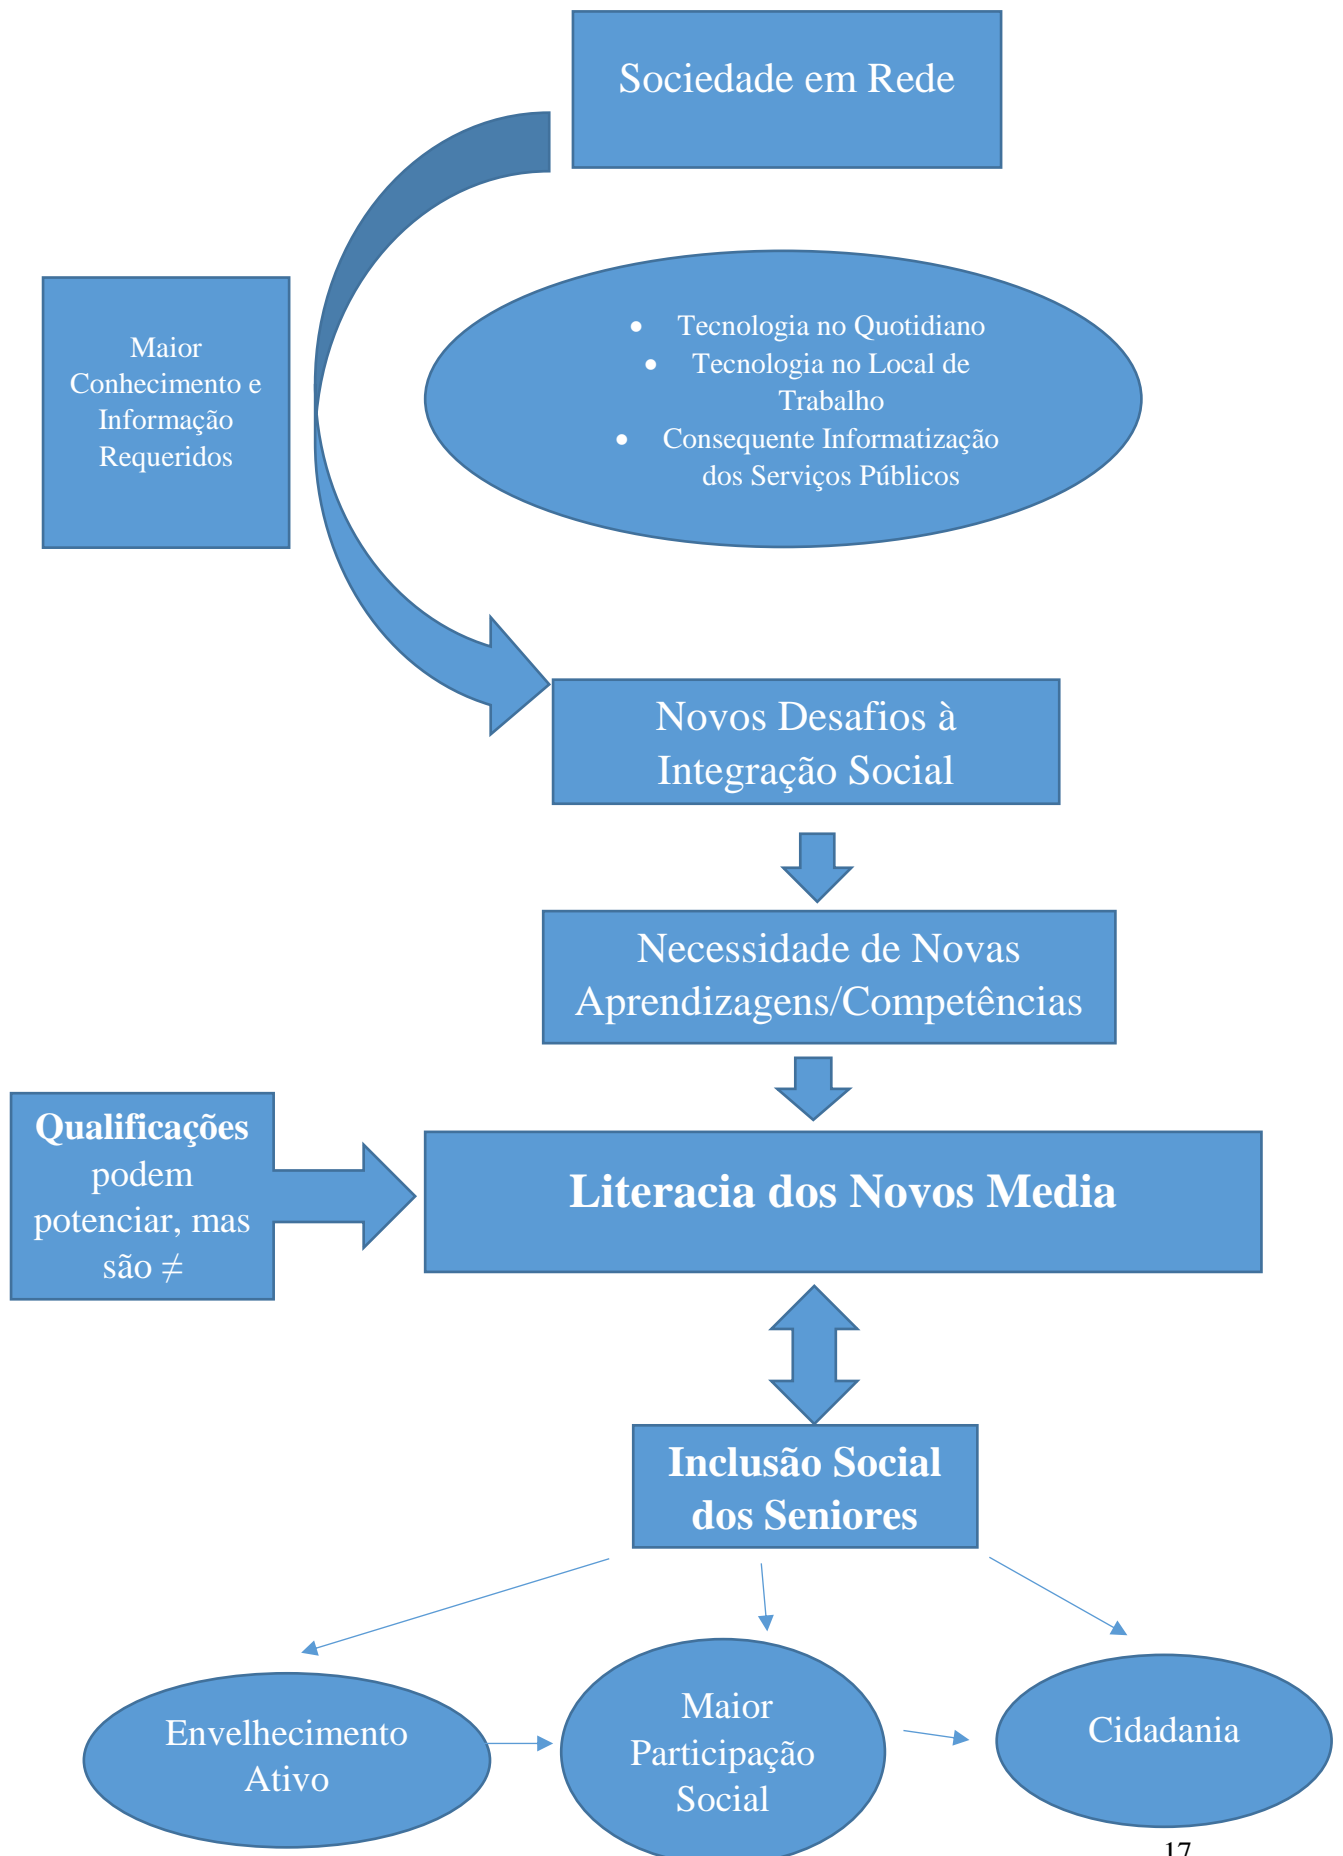 Sociedade em Rede
Maior
Conhecimento e
Informação
Requeridos
• Tecnologia no Quotidiano
• Tecnologia no Local de
Trabalho
• Consequente Informatização
dos Serviços Públicos
Novos Desafios à
Integração Social
Necessidade de Novas
Aprendizagens/Competências
Qualificações
podem
potenciar, mas
são ≠
Literacia dos Novos Media
Inclusão Social
dos Seniores
Envelhecimento
Ativo
Maior
Participação
Social
Cidadania
17